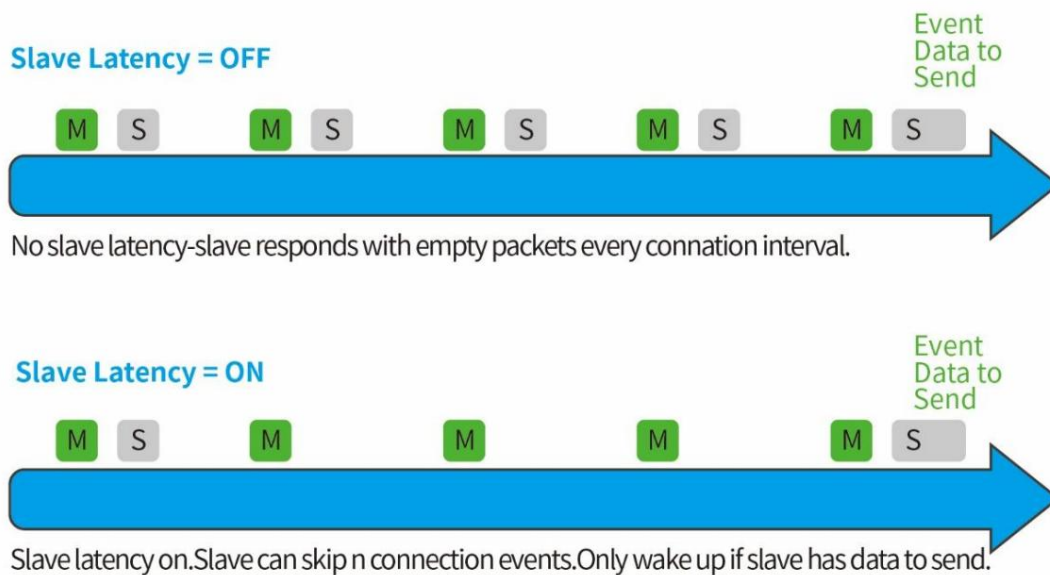 Event
Data to
Send
Slave Latency = OFF
M S M S M S M S M S
No slave latency-slave responds with empty packets every connation interval.
Event
Data to
Send
Slave Latency = ON
M S M M M M S
Slave latency on.Slave can skip n connection events.Only wake up if slave has data to send.